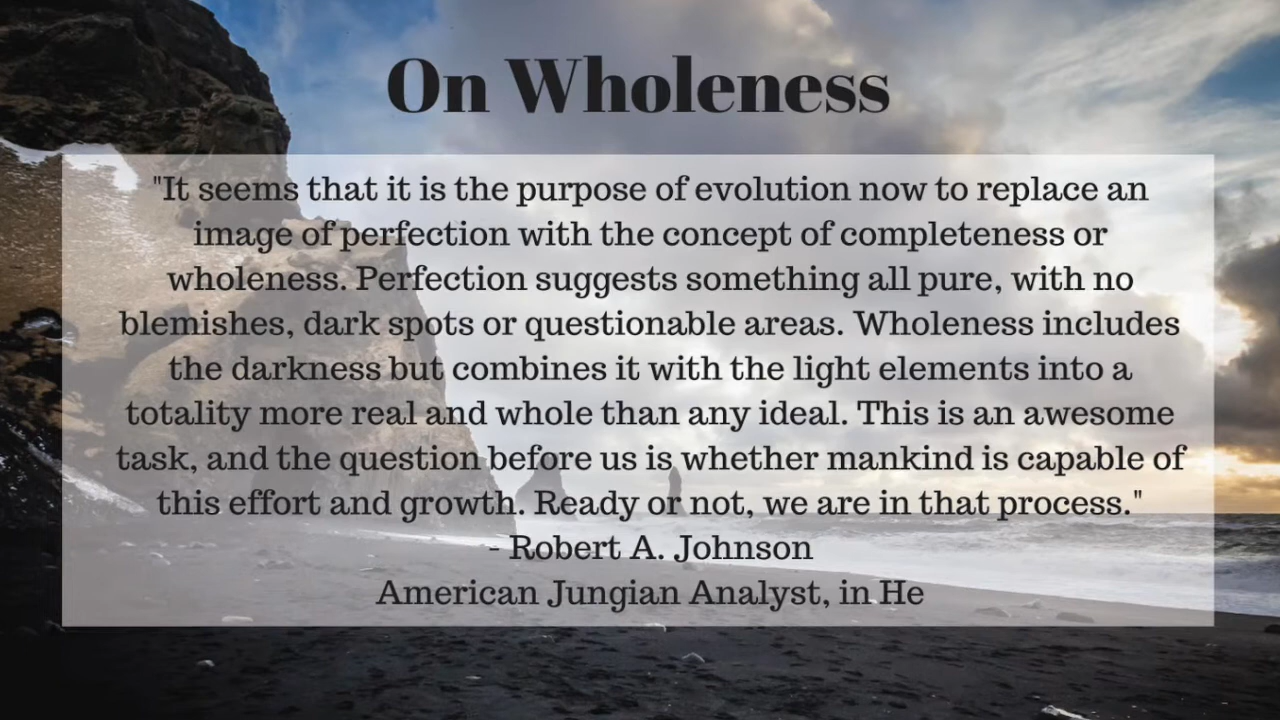 On Wholeness
"It seems that it is the purpose of evolution now to replace an
image of perfection with the concept of completeness or
wholeness. Perfection suggests something all pure, with no
blemishes, dark spots or questionable areas. Wholeness includes
the darkness but combines it with the light elements into a
totality more real and whole than any ideal. This is an awesome
task, and the question before us is whether mankind is capable of
this effort and growth. Ready or not, we are in that process."
- Robert A. Johnson
American Jungian Analyst, in He